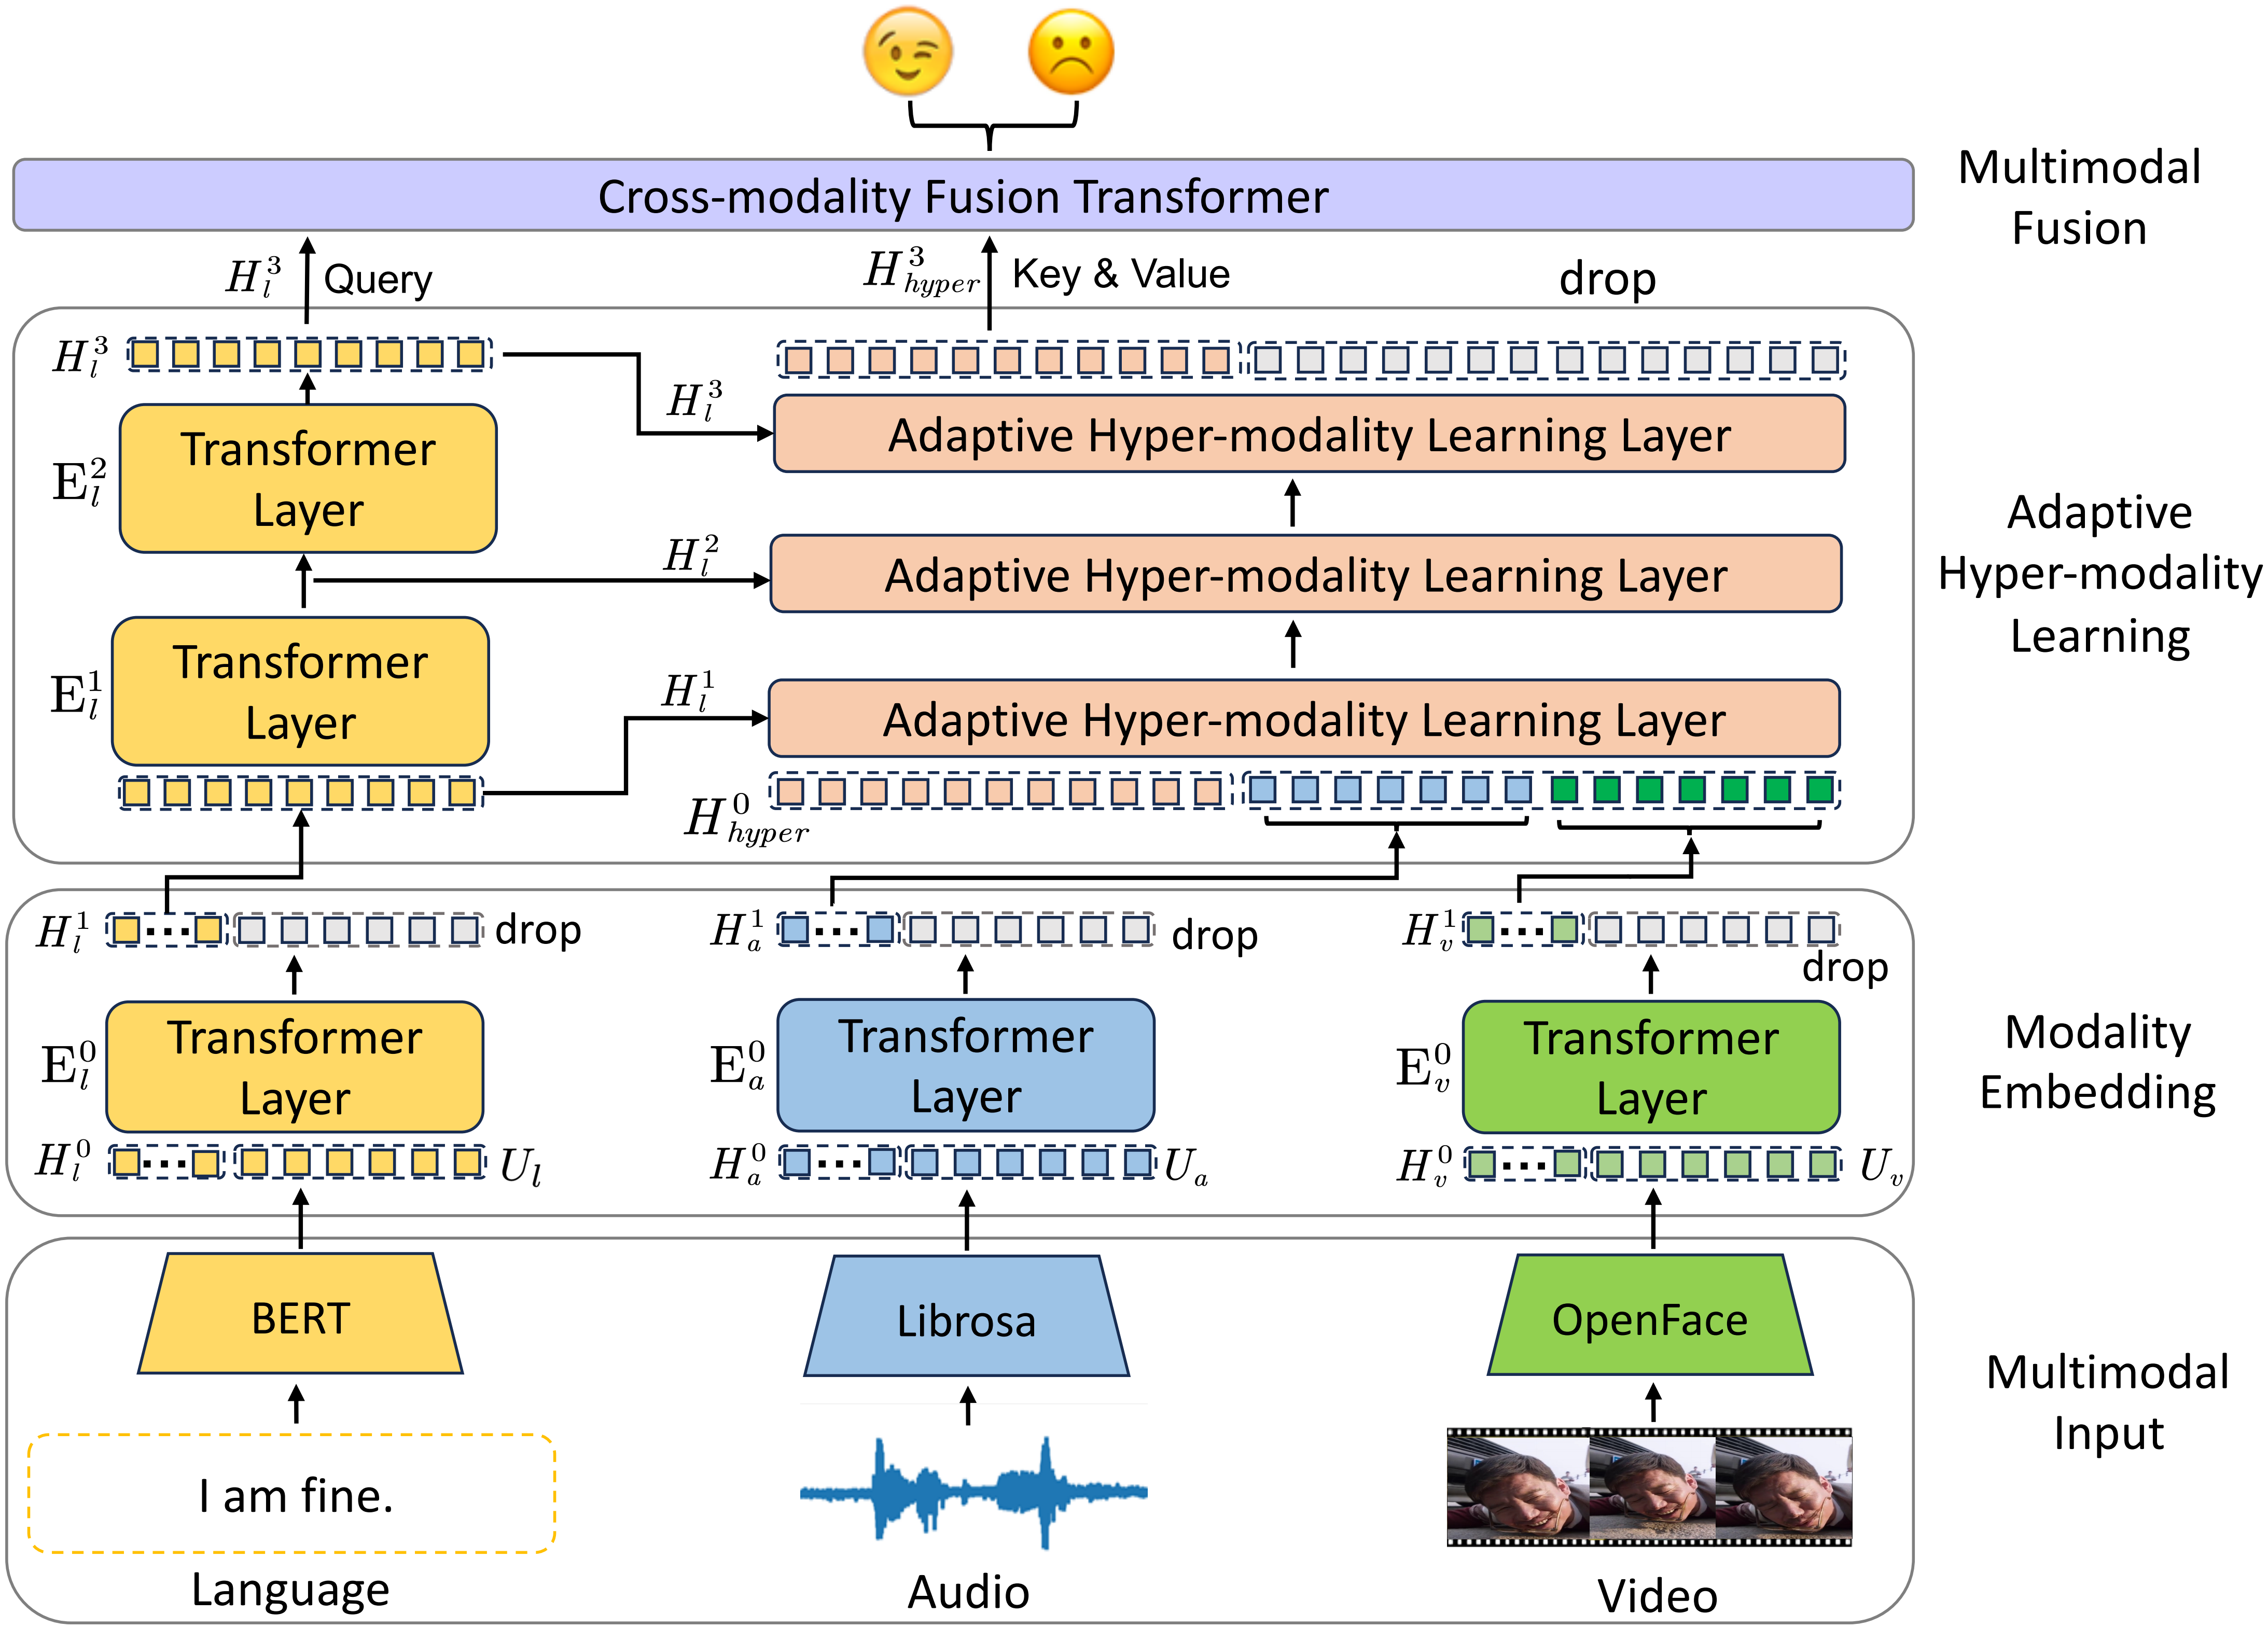 Cross-modality Fusion Transformer
Multimodal
Fusion
H_l^3 Query
H_{hyper}^3 Key & Value
drop
H_l^3
H_l^3
Adaptive Hyper-modality Learning Layer
E_l^2
Transformer
Layer
H_l^2
Adaptive Hyper-modality Learning Layer
Adaptive
Hyper-modality
Learning
E_l^1
Transformer
Layer
H_l^1
Adaptive Hyper-modality Learning Layer
H_{hyper}^0
H_l^1
drop
H_a^1
drop
H_v^1
drop
E_l^0
Transformer
Layer
E_a^0
Transformer
Layer
E_v^0
Transformer
Layer
Modality
Embedding
H_l^0
U_l
H_a^0
U_a
H_v^0
U_v
BERT
Librosa
OpenFace
Multimodal
Input
I am fine.
Language
Audio
Video